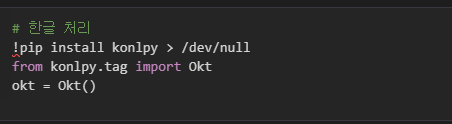 # 한글 처리
!pip install konlpy > /dev/null
from konlpy.tag import Okt
okt = Okt()